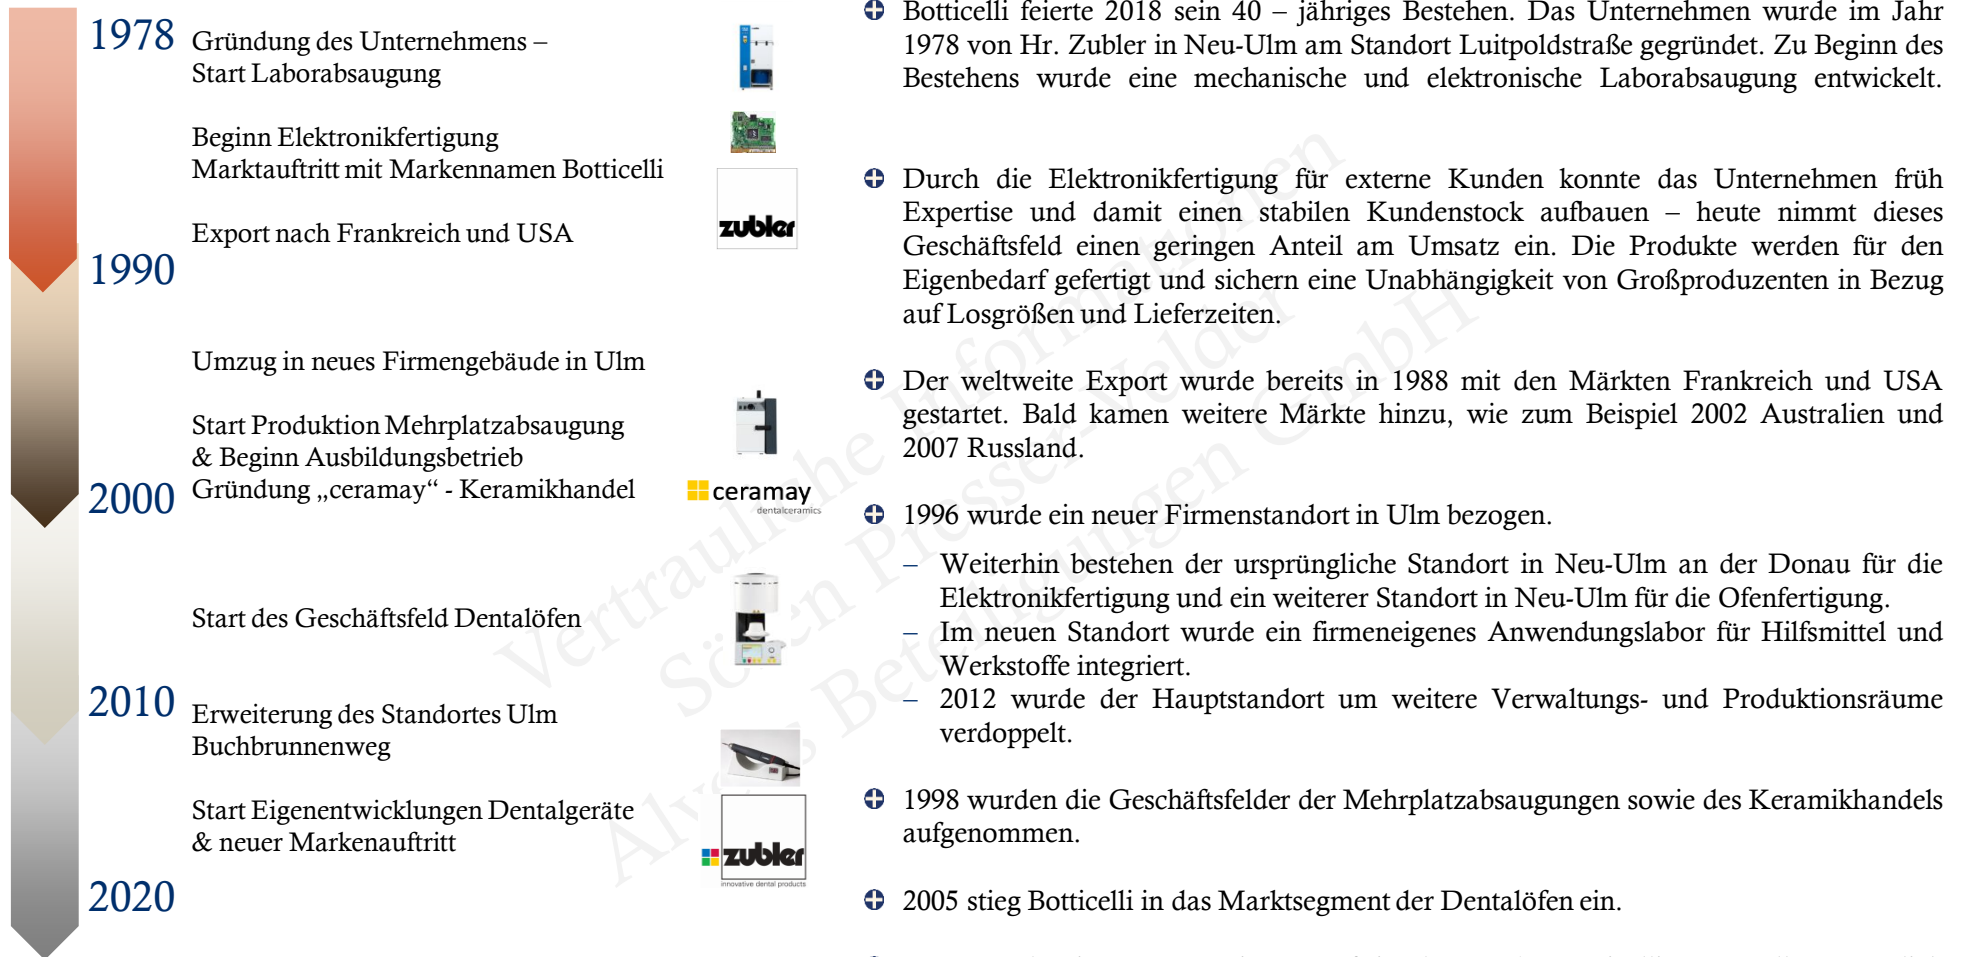 1978
Gründung des Unternehmens –
Start Laborabsaugung
Beginn Elektronikfertigung
Marktauftritt mit Markennamen Botticelli
zubler
Export nach Frankreich und USA
1990
Umzug in neues Firmengebäude in Ulm
Start Produktion Mehrplatzabsaugung
& Beginn Ausbildungsbetrieb
2000
Gründung „ceramay“ - Keramikhandel
ceramay
dentalceramics
Start des Geschäftsfeld Dentalöfen
2010
Erweiterung des Standortes Ulm
Buchbrunnenweg
Start Eigenentwicklungen Dentalgeräte
& neuer Markenauftritt
zubler
innovative dental products
2020
Botticelli feierte 2018 sein 40 – jähriges Bestehen. Das Unternehmen wurde im Jahr
1978 von Hr. Zubler in Neu-Ulm am Standort Luitpoldstraße gegründet. Zu Beginn des
Bestehens wurde eine mechanische und elektronische Laborabsaugung entwickelt.
Durch die Elektronikfertigung für externe Kunden konnte das Unternehmen früh
Expertise und damit einen stabilen Kundenstock aufbauen – heute nimmt dieses
Geschäftsfeld einen geringen Anteil am Umsatz ein. Die Produkte werden für den
Eigenbedarf gefertigt und sichern eine Unabhängigkeit von Großproduzenten in Bezug
auf Losgrößen und Lieferzeiten.
Der weltweite Export wurde bereits in 1988 mit den Märkten Frankreich und USA
gestartet. Bald kamen weitere Märkte hinzu, wie zum Beispiel 2002 Australien und
2007 Russland.
1996 wurde ein neuer Firmenstandort in Ulm bezogen.
– Weiterhin bestehen der ursprüngliche Standort in Neu-Ulm an der Donau für die
Elektronikfertigung und ein weiterer Standort in Neu-Ulm für die Ofenfertigung.
– Im neuen Standort wurde ein firmeneigenes Anwendungslabor für Hilfsmittel und
Werkstoffe integriert.
– 2012 wurde der Hauptstandort um weitere Verwaltungs- und Produktionsräume
verdoppelt.
1998 wurden die Geschäftsfelder der Mehrplatzabsaugungen sowie des Keramikhandels
aufgenommen.
2005 stieg Botticelli in das Marktsegment der Dentalöfen ein.
Vertrauliche Informationen
Sören Presser-Velder
Alvarus Beteiligungen GmbH